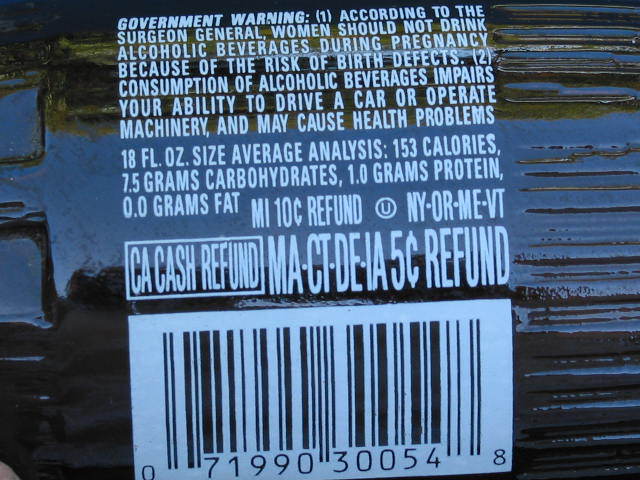 GOVERNMENT WARNING: (1) ACCORDING TO THE
SURGEON GENERAL, WOMEN SHOULD NOT DRINK
ALCOHOLIC BEVERAGES DURING PREGNANCY
BECAUSE OF THE RISK OF BIRTH DEFECTS. (2)
CONSUMPTION OF ALCOHOLIC BEVERAGES IMPAIRS
YOUR ABILITY TO DRIVE A CAR OR OPERATE
MACHINERY, AND MAY CAUSE HEALTH PROBLEMS
18 FL. OZ. SIZE AVERAGE ANALYSIS: 153 CALORIES,
7.5 GRAMS CARBOHYDRATES, 1.0 GRAMS PROTEIN,
0.0 GRAMS FAT MI 10¢ REFUND Ⓤ NY-OR-ME-VT
CA CASH REFUND MA-CT-DE-IA 5¢ REFUND
0 71990 30054 8